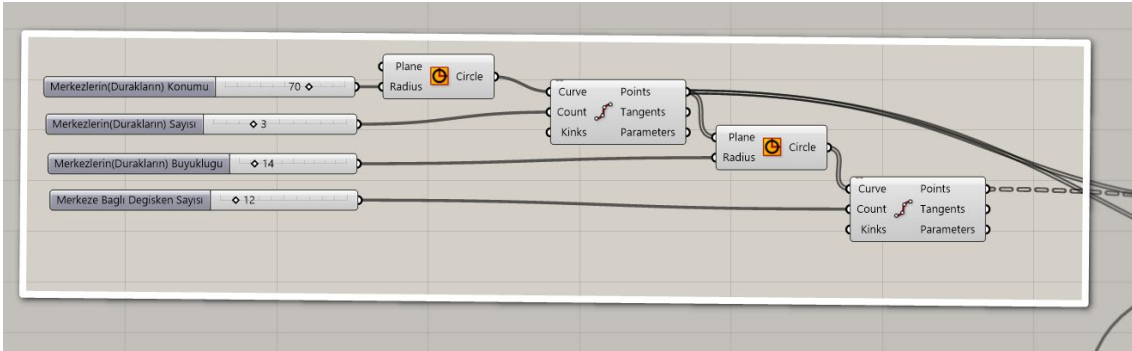 Merkezlerin(Durakların) Konumu 70
Plane
Radius
Circle
Merkezlerin(Durakların) Sayısı 3
Curve
Count
Kinks
Points
Tangents
Parameters
Merkezlerin(Durakların) Buyuklugu 14
Plane
Radius
Circle
Merkeze Baglı Degisken Sayısı 12
Curve
Count
Kinks
Points
Tangents
Parameters